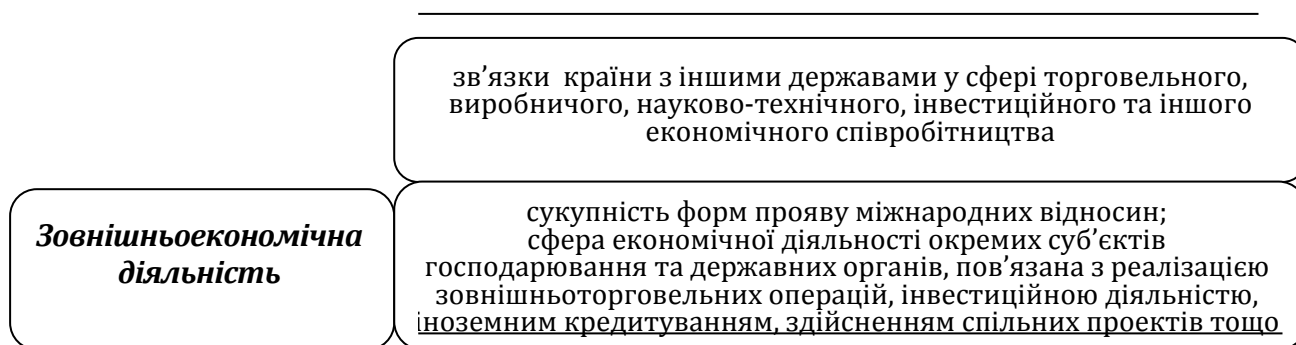 зв’язки країни з іншими державами у сфері торговельного,
виробничого, науково-технічного, інвестиційного та іншого
економічного співробітництва
Зовнішньоекономічна
діяльність
сукупність форм прояву міжнародних відносин;
сфера економічної діяльності окремих суб’єктів
господарювання та державних органів, пов’язана з реалізацією
зовнішньоторговельних операцій, інвестиційною діяльністю,
іноземним кредитуванням, здійсненням спільних проектів тощо